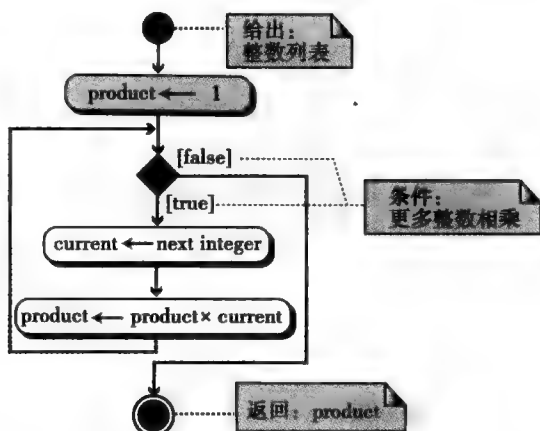 给出：
整数列表
product ← 1
[false]
[true]
条件：
更多整数相乘
current ← next integer
product ← product × current
返回：product